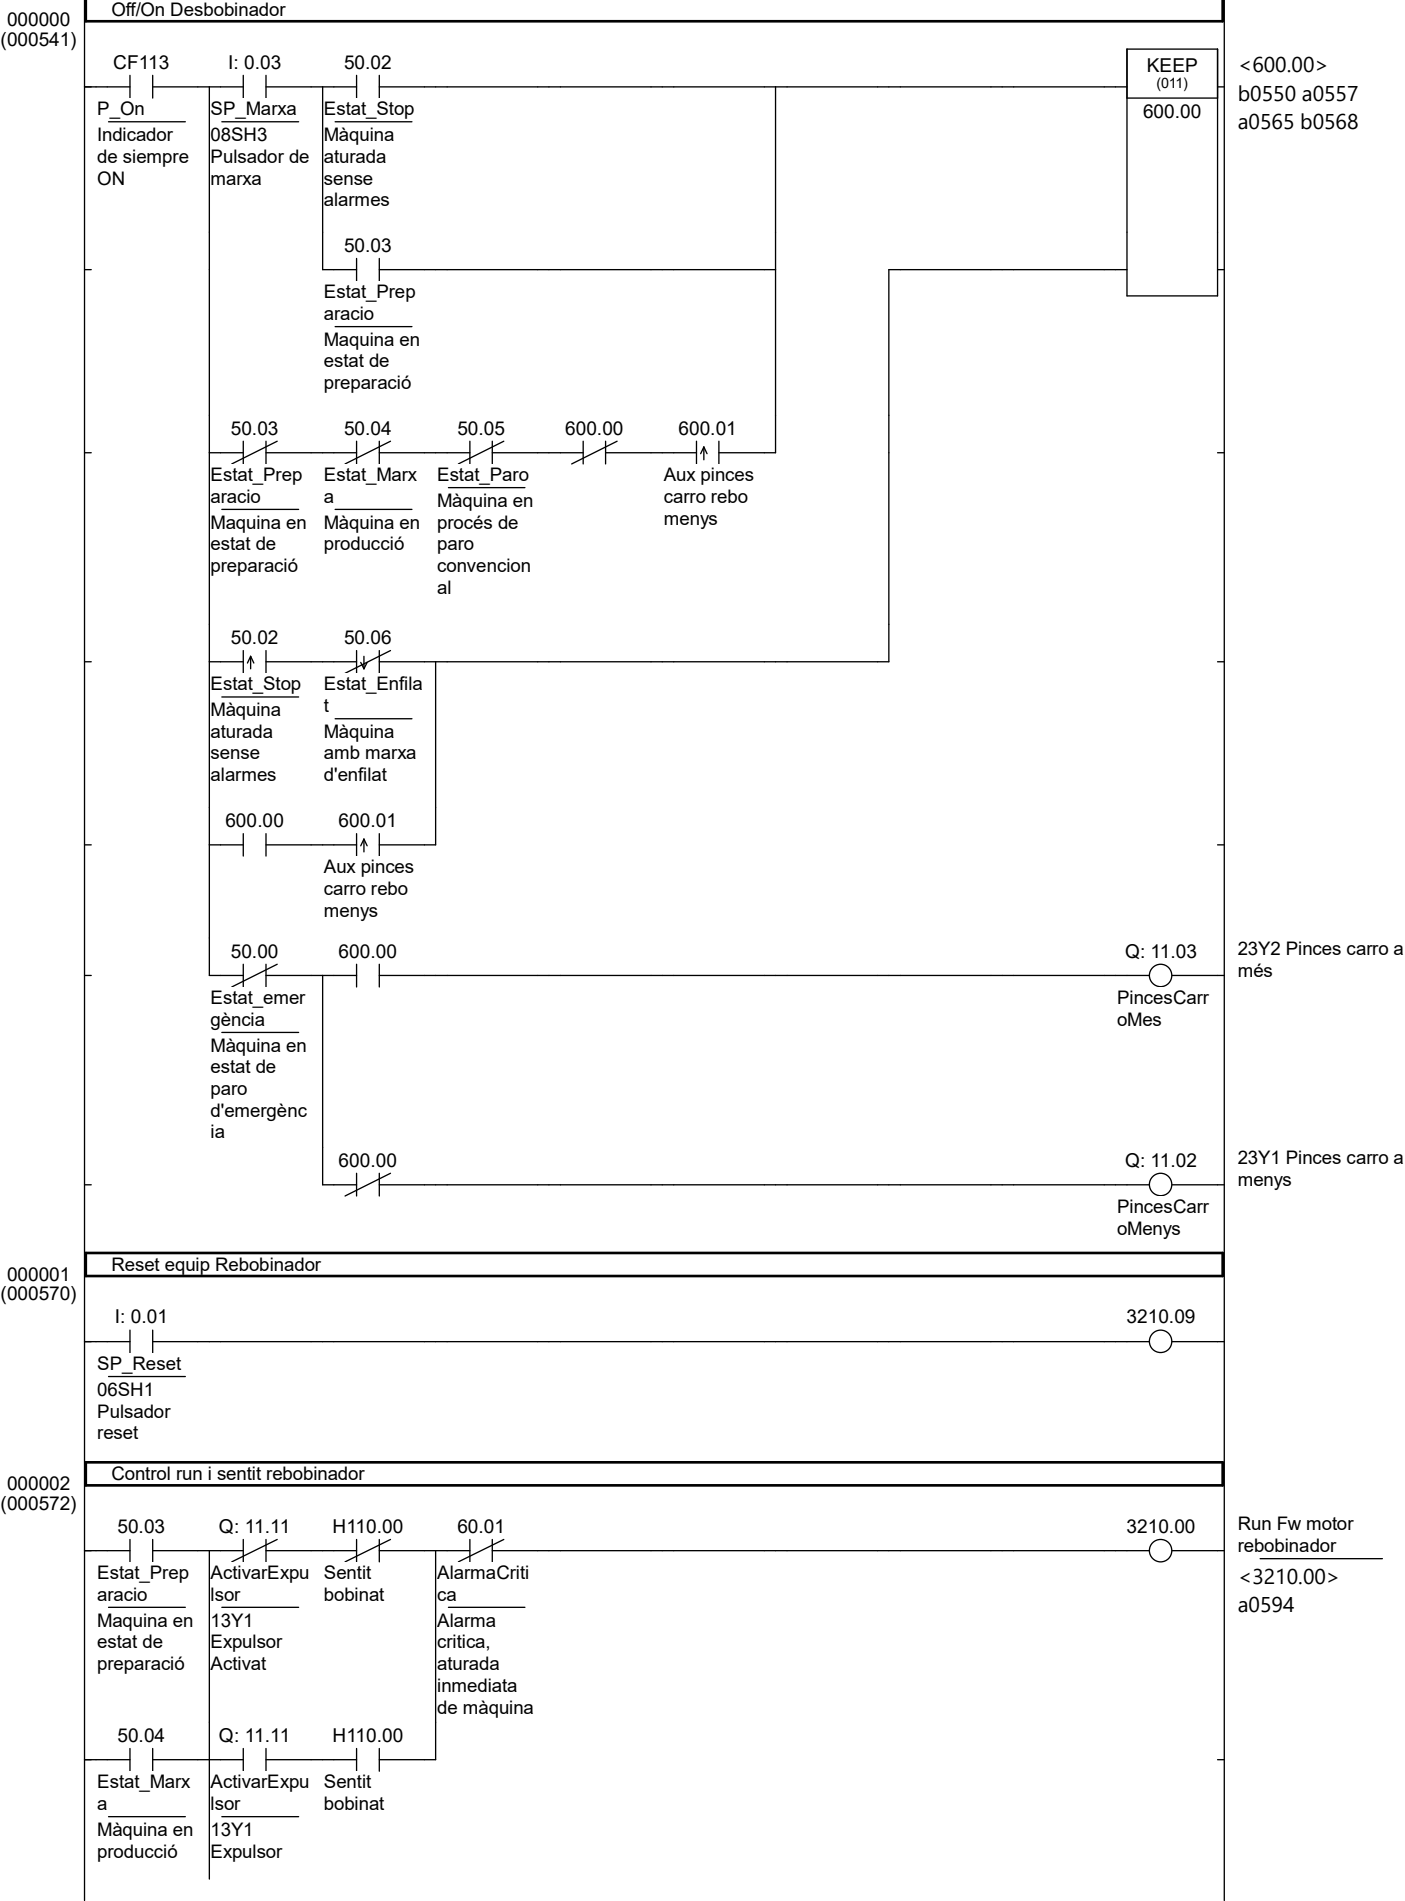 Off/On Desbobinador
000000
(000541)
CF113 I: 0.03 50.02
KEEP
(011)
600.00
<600.00>
b0550 a0557
a0565 b0568
P_On
Indicador
de siempre
ON
SP_Marxa
08SH3
Pulsador de
marxa
Estat_Stop
Màquina
aturada
sense
alarmes
50.03
Estat_Prep
aracio
Maquina en
estat de
preparació
50.03 50.04 50.05 600.00 600.01
Estat_Prep
aracio
Maquina en
estat de
preparació
Estat_Marx
a
Màquina en
producció
Estat_Paro
Màquina en
procés de
paro
convencion
al
Aux pinces
carro rebo
menys
50.02 50.06
Estat_Stop
Màquina
aturada
sense
alarmes
Estat_Enfila
t
Màquina
amb marxa
d'enfilat
600.00 600.01
Aux pinces
carro rebo
menys
50.00 600.00 Q: 11.03
23Y2 Pinces carro a
més
Estat_emer
gència
Màquina en
estat de
paro
d'emergènc
ia
PincesCarr
oMes
600.00 Q: 11.02
23Y1 Pinces carro a
menys
PincesCarr
oMenys
Reset equip Rebobinador
000001
(000570)
I: 0.01 3210.09
SP_Reset
06SH1
Pulsador
reset
Control run i sentit rebobinador
000002
(000572)
50.03 Q: 11.11 H110.00 60.01 3210.00
Run Fw motor
rebobinador
<3210.00>
a0594
Estat_Prep
aracio
Maquina en
estat de
preparació
ActivarExpu
lsor
13Y1
Expulsor
Activat
Sentit
bobinat
AlarmaCriti
ca
Alarma
critica,
aturada
inmediata
de màquina
50.04 Q: 11.11 H110.00
Estat_Marx
a
Màquina en
producció
ActivarExpu
lsor
13Y1
Expulsor
Sentit
bobinat